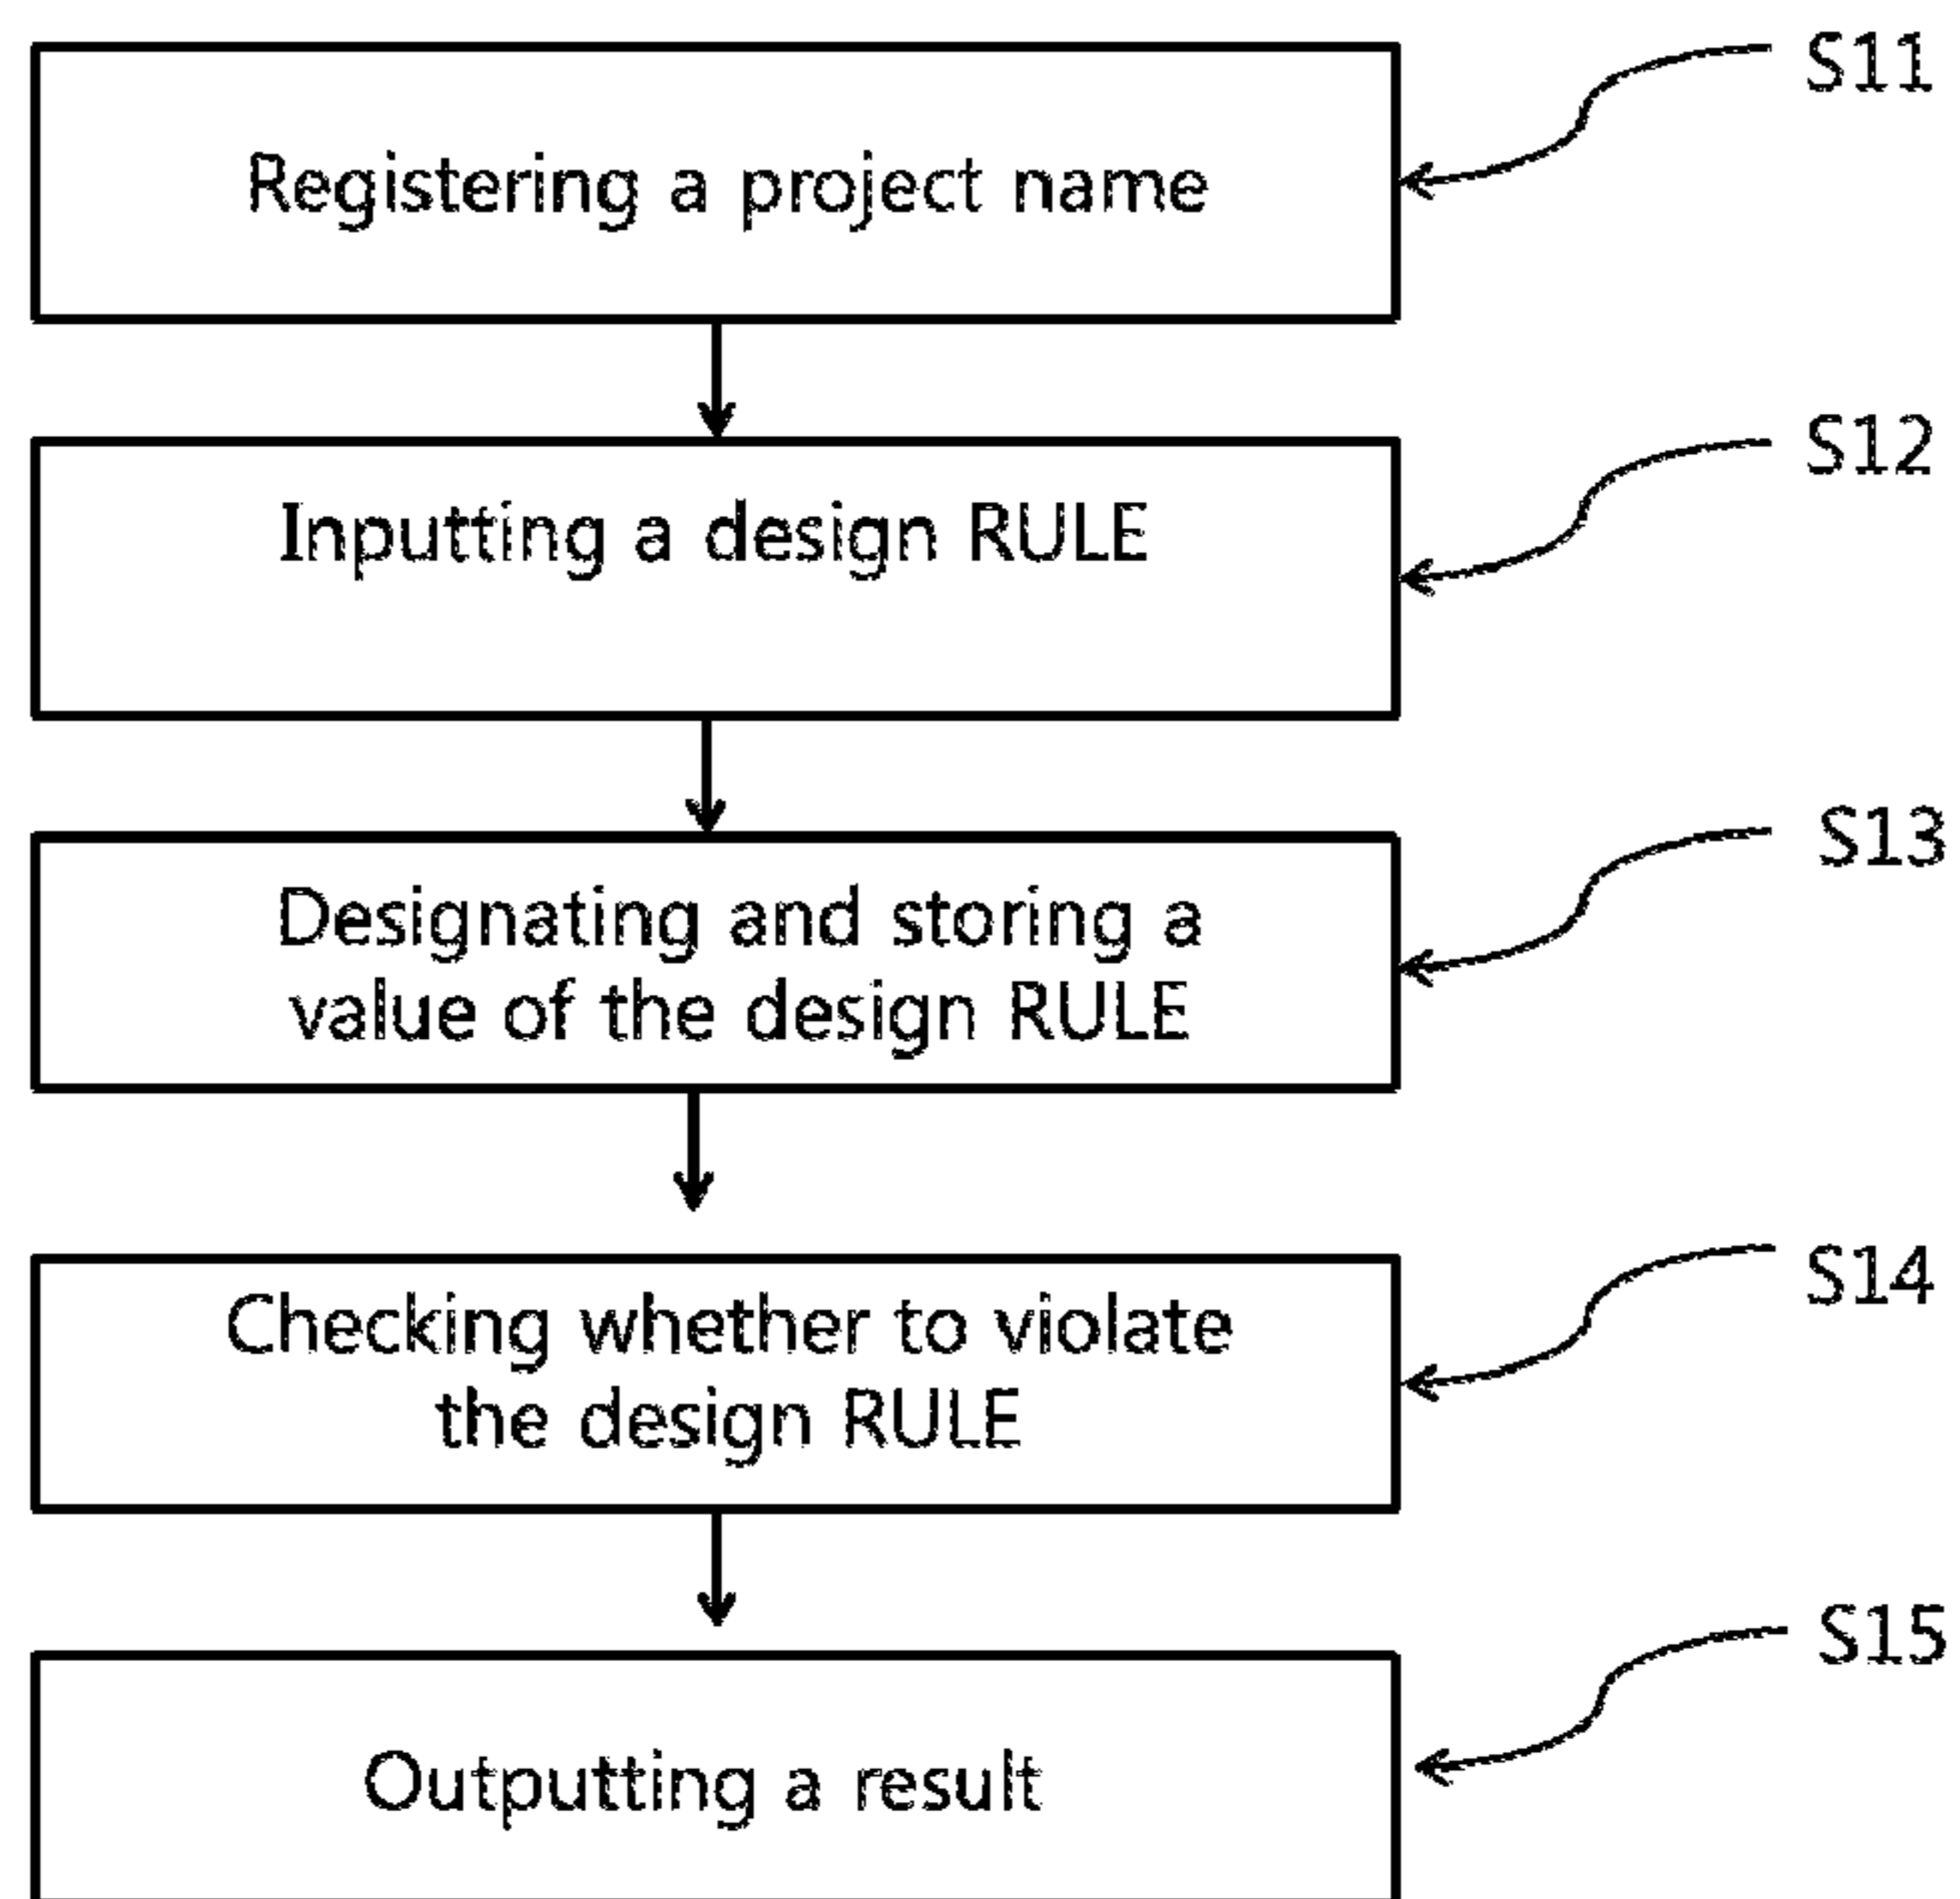 S11
Registering a project name
S12
Inputting a design RULE
S13
Designating and storing a
value of the design RULE
S14
Checking whether to violate
the design RULE
S15
Outputting a result